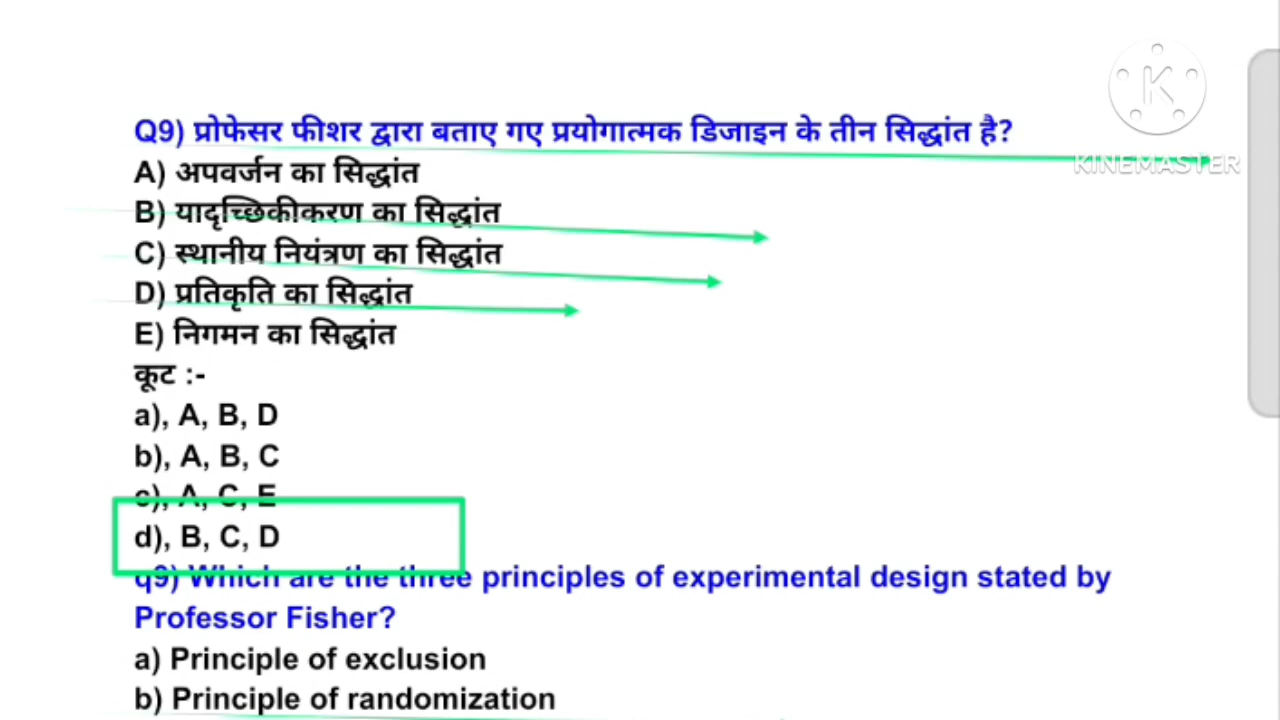 Q9) प्रोफेसर फीशर द्वारा बताए गए प्रयोगात्मक डिजाइन के तीन सिद्धांत है?
KINEMASTER
A) अपवर्जन का सिद्धांत
B) यादृच्छिकीकरण का सिद्धांत
C) स्थानीय नियंत्रण का सिद्धांत
D) प्रतिकृति का सिद्धांत
E) निगमन का सिद्धांत
कूट :-
a), A, B, D
b), A, B, C
c), A, C, E
d), B, C, D
q9) Which are the three principles of experimental design stated by
Professor Fisher?
a) Principle of exclusion
b) Principle of randomization